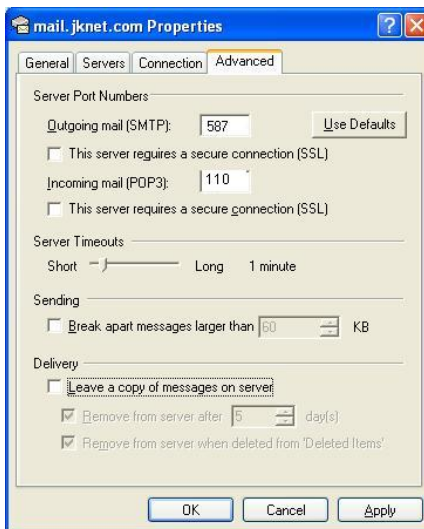 mail.jknet.com Properties
General Servers Connection Advanced
Server Port Numbers
Outgoing mail (SMTP): 587 Use Defaults
This server requires a secure connection (SSL)
Incoming mail (POP3): 110
This server requires a secure connection (SSL)
Server Timeouts
Short Long 1 minute
Sending
Break apart messages larger than 60 KB
Delivery
Leave a copy of messages on server
Remove from server after 5 day(s)
Remove from server when deleted from 'Deleted Items'
OK Cancel Apply